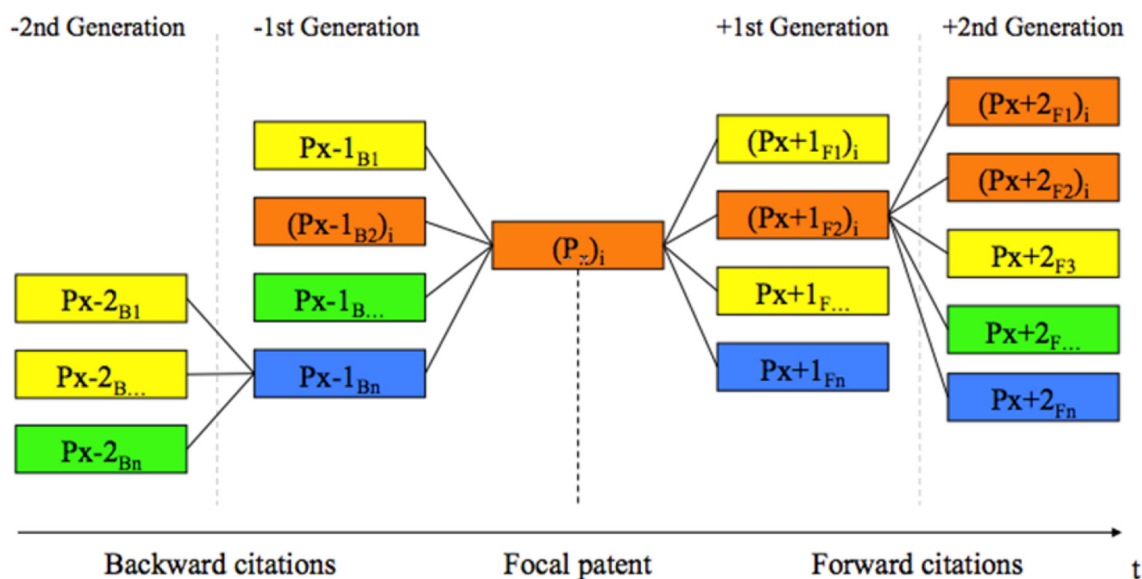 -2nd Generation
-1st Generation
+1st Generation
+2nd Generation
Px-2B1
Px-2B...
Px-2Bn
Px-1B1
(Px-1B2)i
Px-1B...
Px-1Bn
(Px)i
(Px+1F1)i
(Px+1F2)i
Px+1F...
Px+1Fn
(Px+2F1)i
(Px+2F2)i
Px+2F3
Px+2F...
Px+2Fn
Backward citations
Focal patent
Forward citations
t